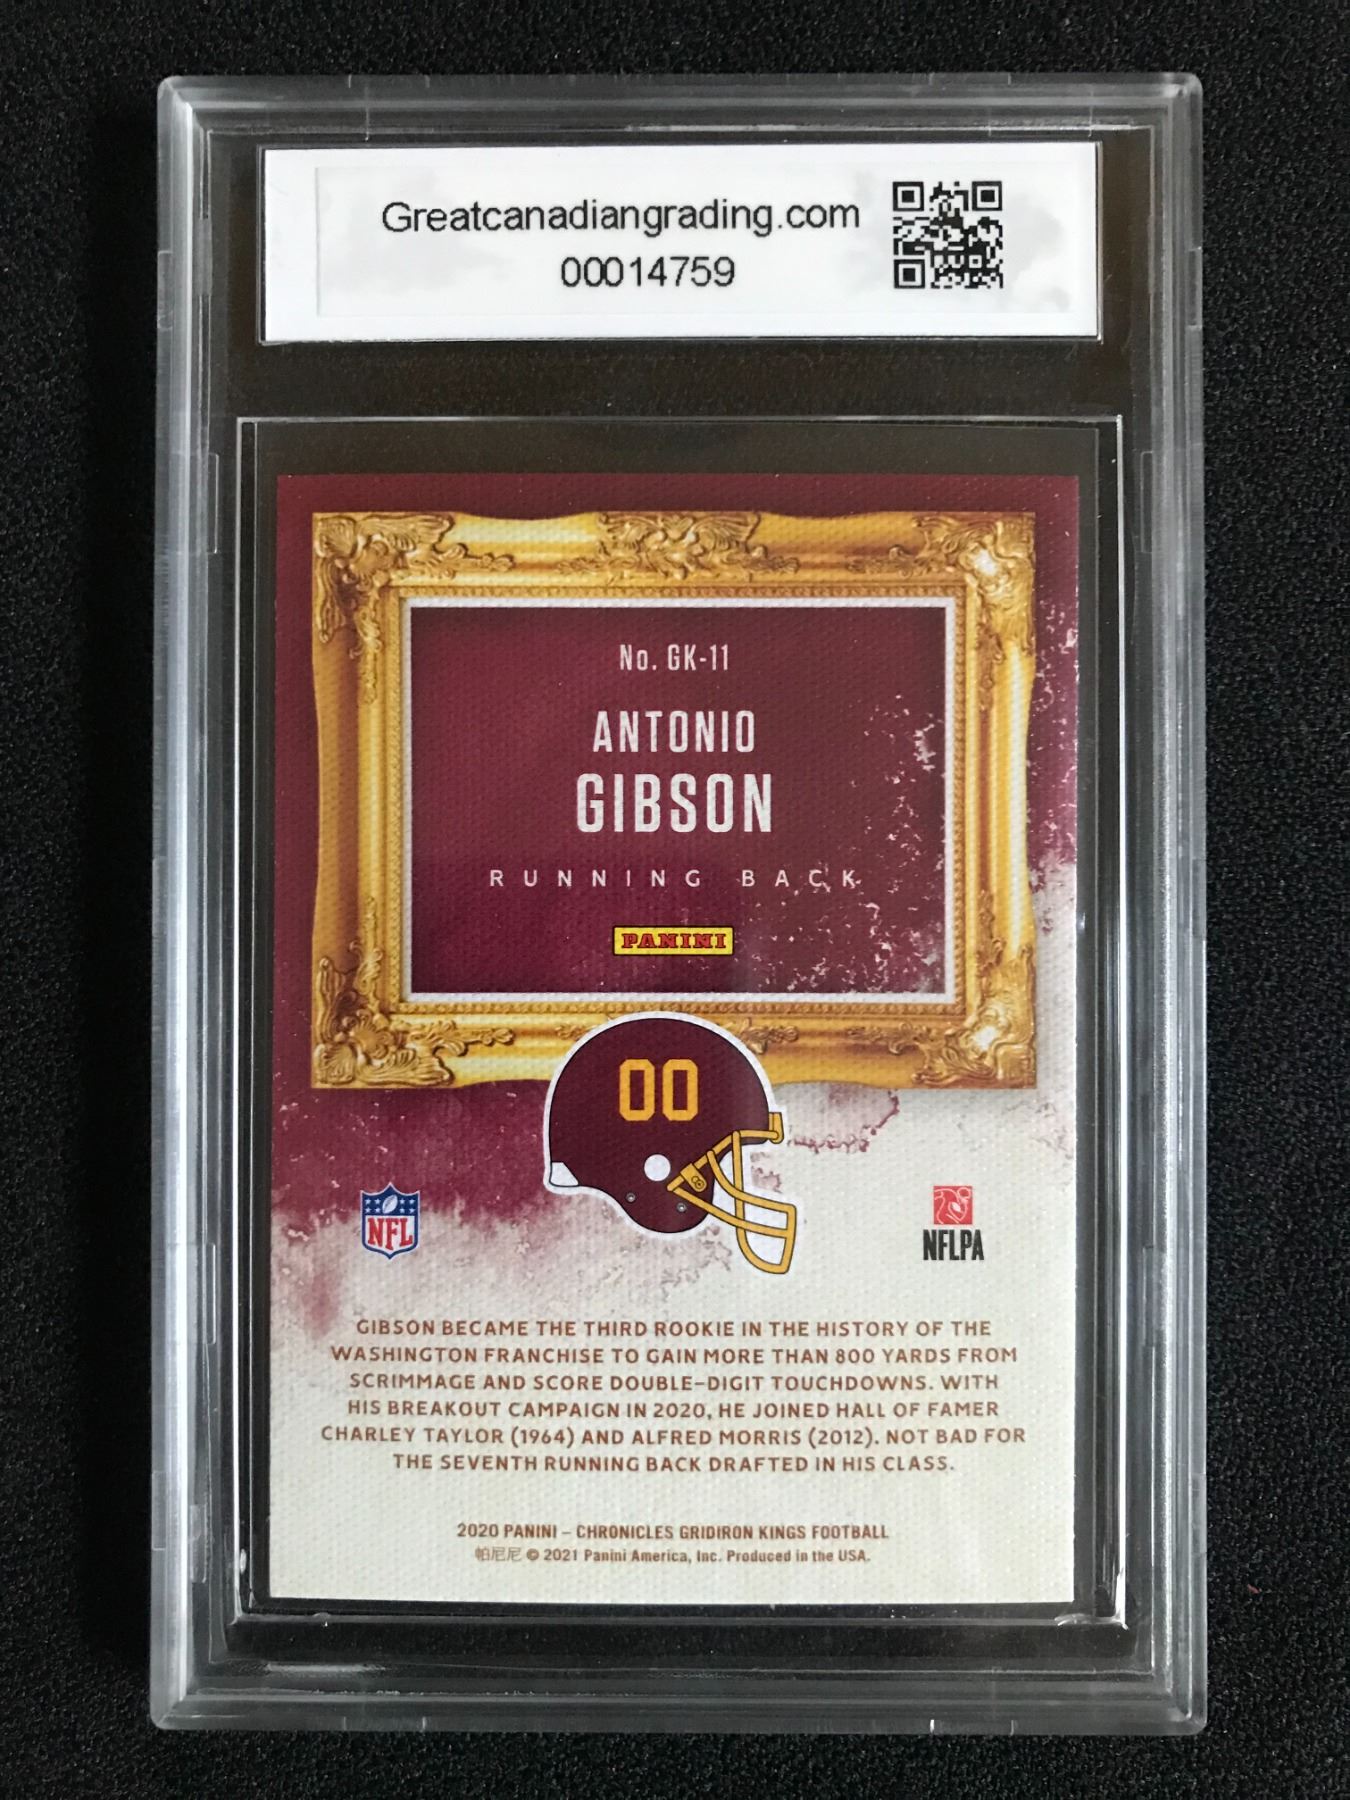 Greatcanadiangrading.com
00014759
No. GK-11
ANTONIO
GIBSON
RUNNING BACK
PANINI
00
NFL
NFLPA
GIBSON BECAME THE THIRD ROOKIE IN THE HISTORY OF THE
WASHINGTON FRANCHISE TO GAIN MORE THAN 800 YARDS FROM
SCRIMMAGE AND SCORE DOUBLE-DIGIT TOUCHDOWNS. WITH
HIS BREAKOUT CAMPAIGN IN 2020, HE JOINED HALL OF FAMER
CHARLEY TAYLOR (1964) AND ALFRED MORRIS (2012). NOT BAD FOR
THE SEVENTH RUNNING BACK DRAFTED IN HIS CLASS.
2020 PANINI – CHRONICLES GRIDIRON KINGS FOOTBALL
帕尼尼 © 2021 Panini America, Inc. Produced in the USA.